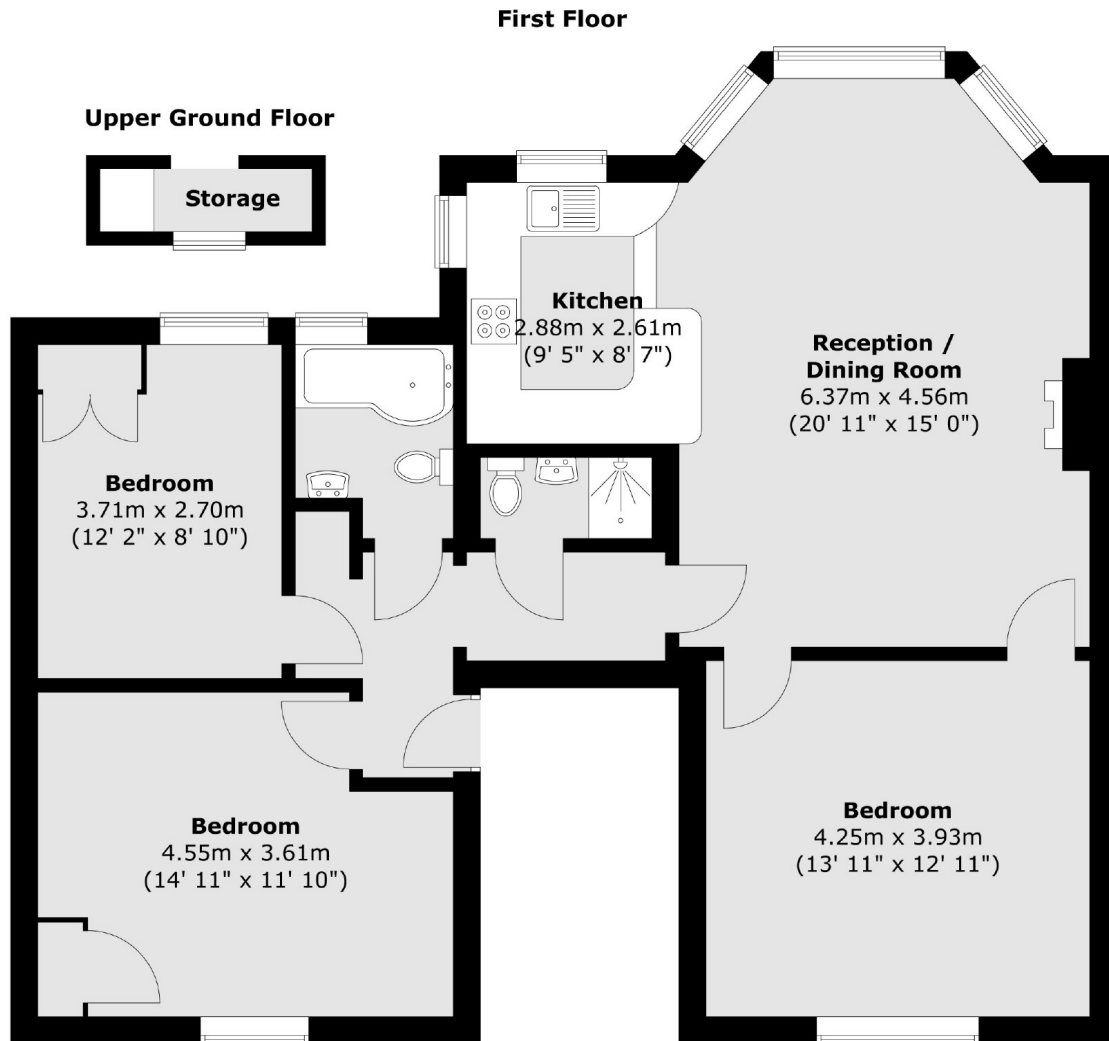 First Floor
Upper Ground Floor
Storage
Kitchen
2.88m x 2.61m
(9' 5" x 8' 7")
Reception /
Dining Room
6.37m x 4.56m
(20' 11" x 15' 0")
Bedroom
3.71m x 2.70m
(12' 2" x 8' 10")
Bedroom
4.55m x 3.61m
(14' 11" x 11' 10")
Bedroom
4.25m x 3.93m
(13' 11" x 12' 11")